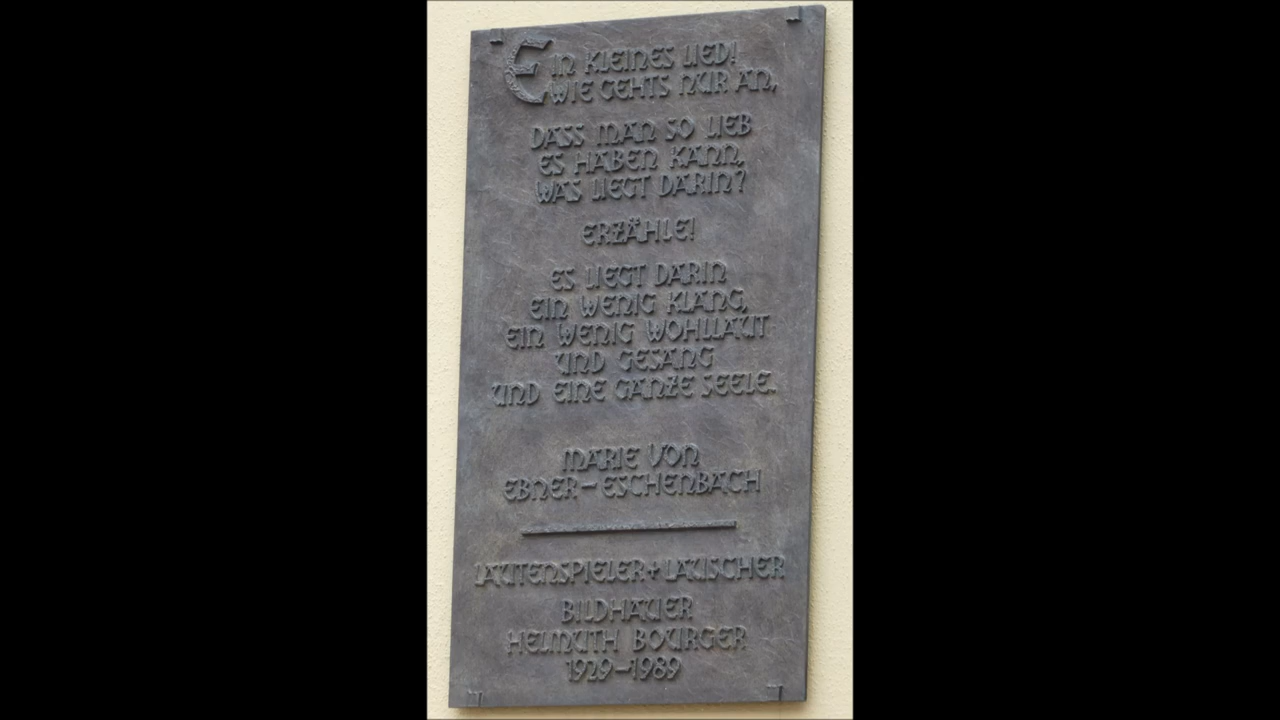 EIN KLEINES LIED!
WIE GEHTS NUR AN,
DASS MAN SO LIEB
ES HABEN KANN,
WAS LIEGT DARIN?
ERZÄHLE!
ES LIEGT DARIN
EIN WENIG KLANG,
EIN WENIG WOHLLAUT
UND GESANG
UND EINE GANZE SEELE.
MARIE VON
EBNER-ESCHENBACH
LAUTENSPIELER + LAUSCHER
BILDHAUER
HELMUTH BOURGER
1929-1989